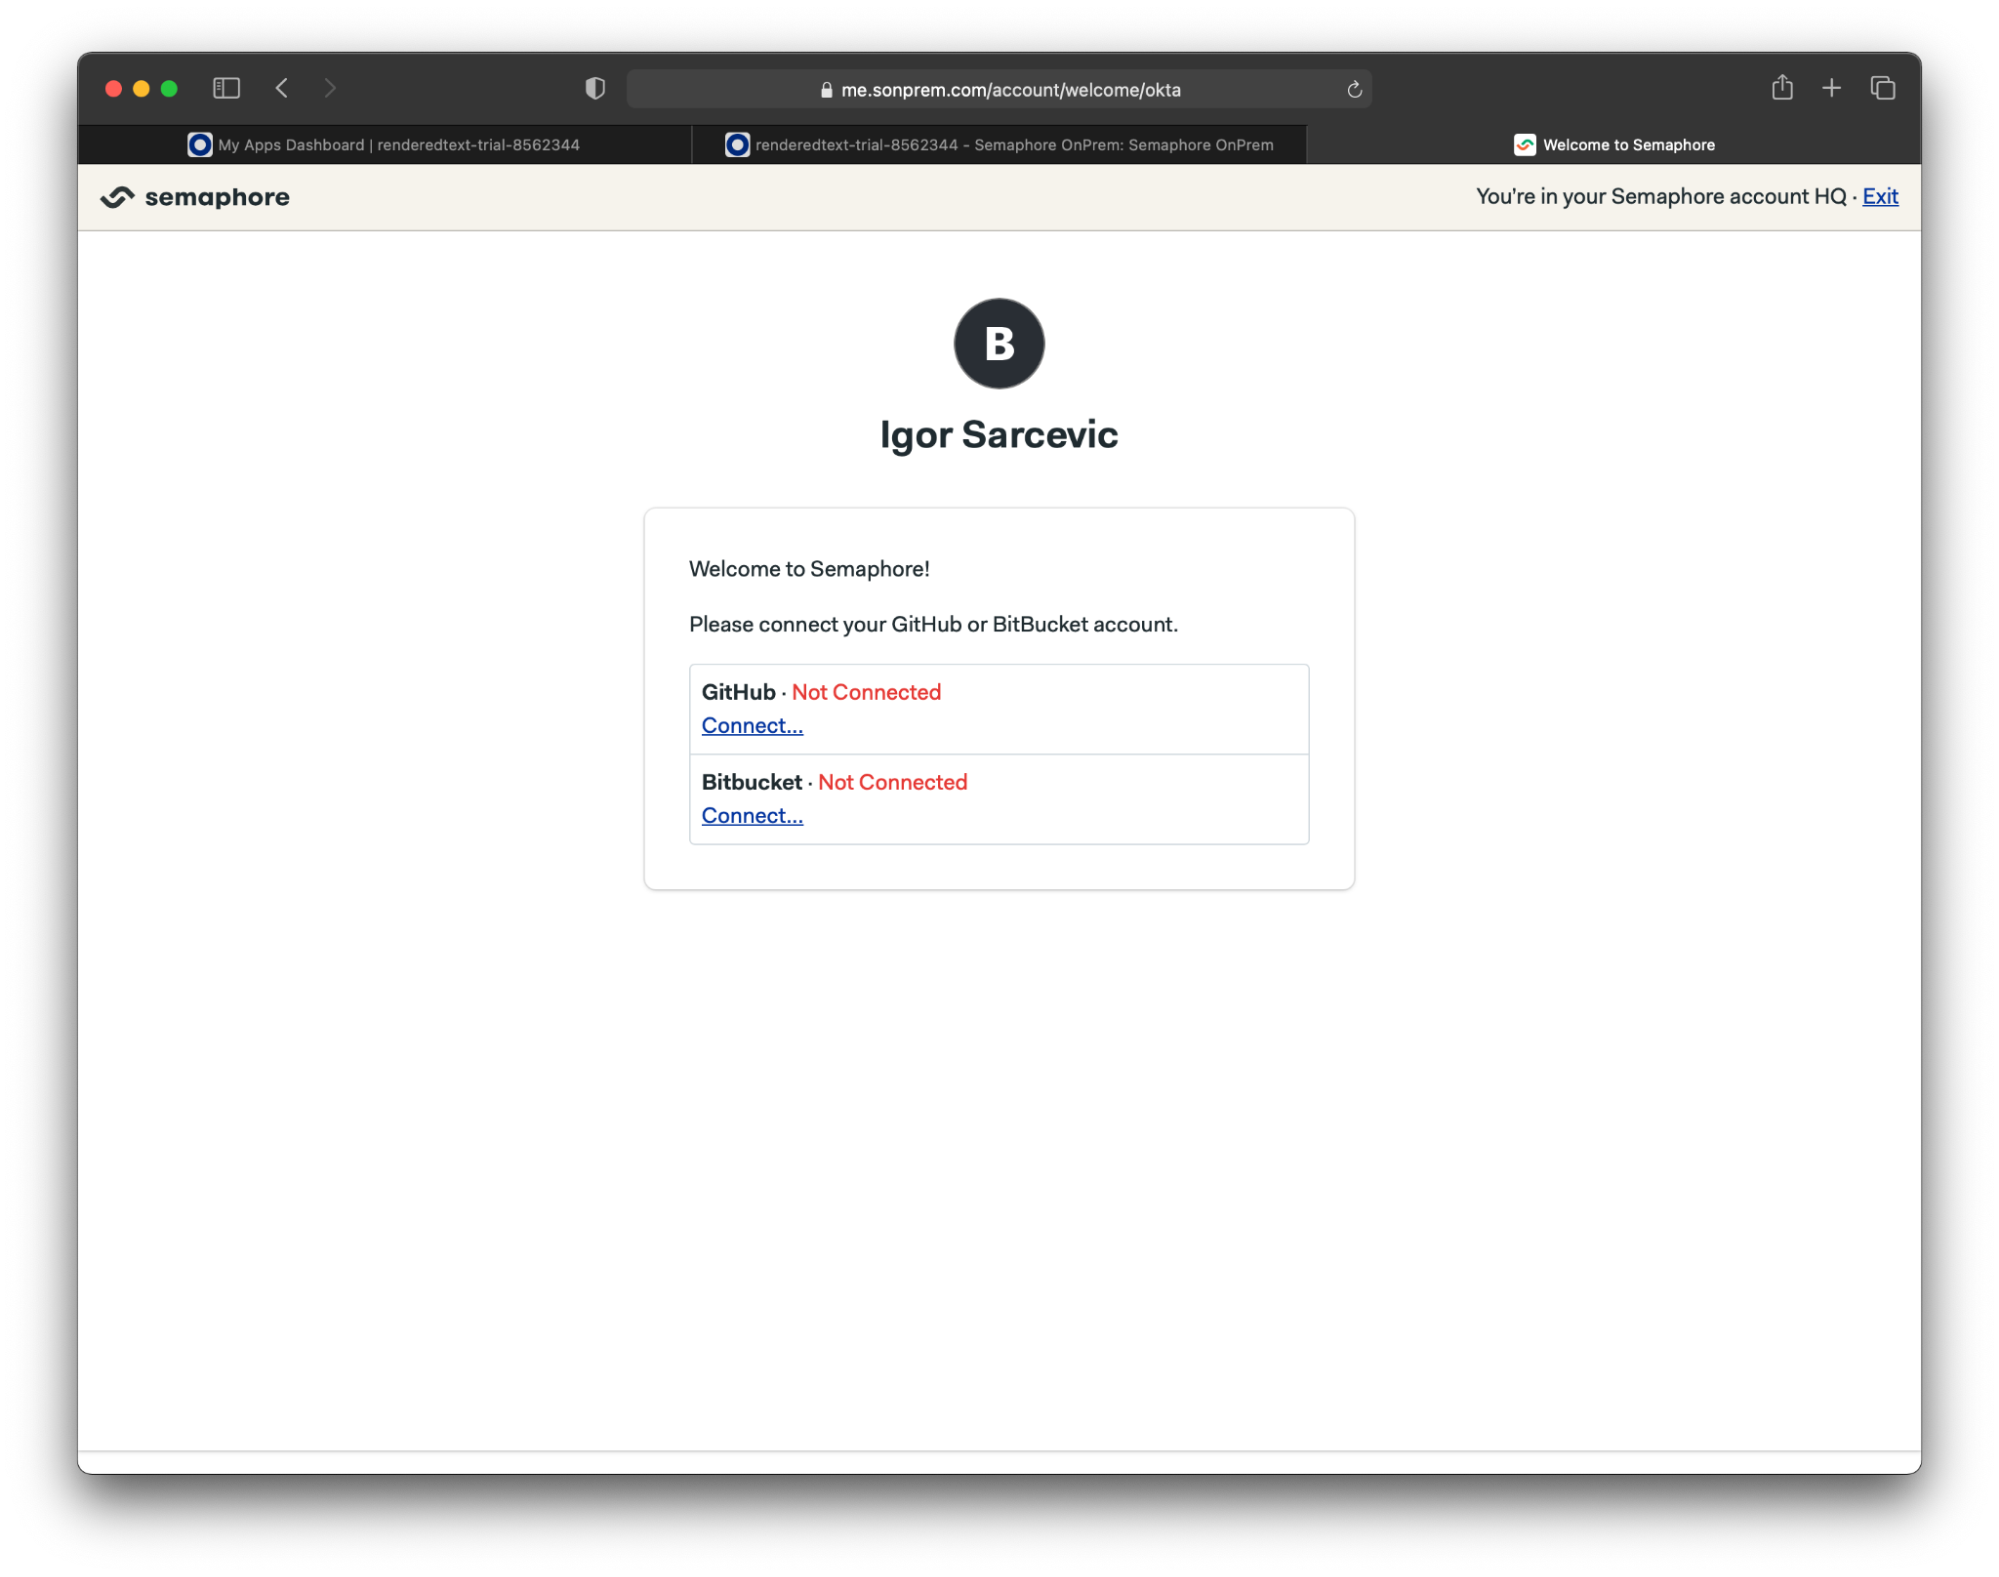 me.sonprem.com/account/welcome/okta
My Apps Dashboard | renderedtext-trial-8562344
renderedtext-trial-8562344 - Semaphore OnPrem: Semaphore OnPrem
Welcome to Semaphore
semaphore
You're in your Semaphore account HQ · Exit
B
Igor Sarcevic
Welcome to Semaphore!
Please connect your GitHub or BitBucket account.
GitHub · Not Connected
Connect...
Bitbucket · Not Connected
Connect...